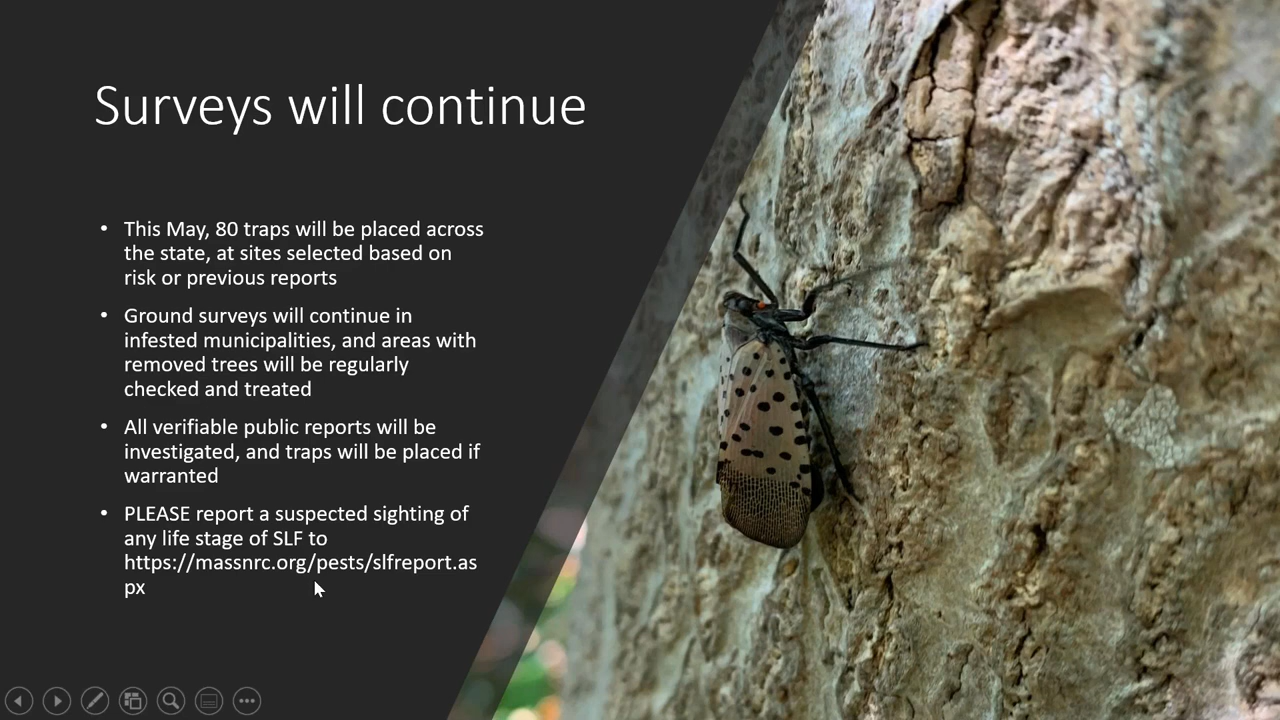 Surveys will continue
• This May, 80 traps will be placed across
the state, at sites selected based on
risk or previous reports
• Ground surveys will continue in
infested municipalities, and areas with
removed trees will be regularly
checked and treated
• All verifiable public reports will be
investigated, and traps will be placed if
warranted
• PLEASE report a suspected sighting of
any life stage of SLF to
https://massnrc.org/pests/slfreport.as
px